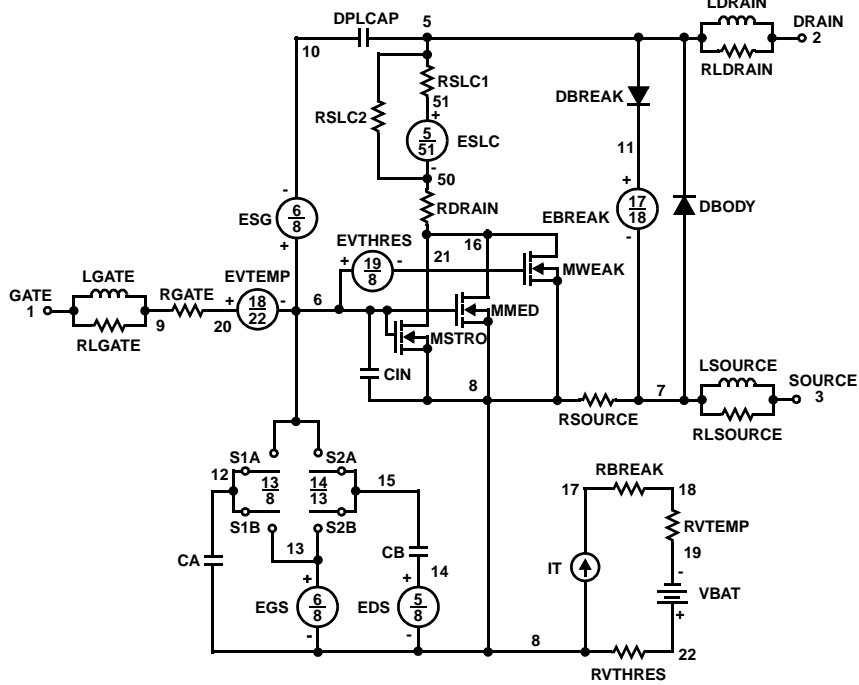 LDRAIN
DPLCAP 5 DRAIN
10 2
RSLC1 RLDRAIN
51 DBREAK
RSLC2 +
5
51
ESLC
11
-
50
- +
RDRAIN 17
18
6
8
ESG EBREAK DBODY
+ EVTHRES 16 -
21
+ 19
8
- MWEAK
LGATE EVTEMP
GATE RGATE + 18
22
- 6 MMED
1
9 20 MSTRO
RLGATE
LSOURCE
CIN 8 7 SOURCE
3
RSOURCE
RLSOURCE
S1A S2A
12 13
8
14
13
15 RBREAK
17 18
S1B S2B RVTEMP
13 CB 19
CA IT -
+ + 14
VBAT
EGS 6
8
EDS 5
8
+
- - 8 22
RVTHRES